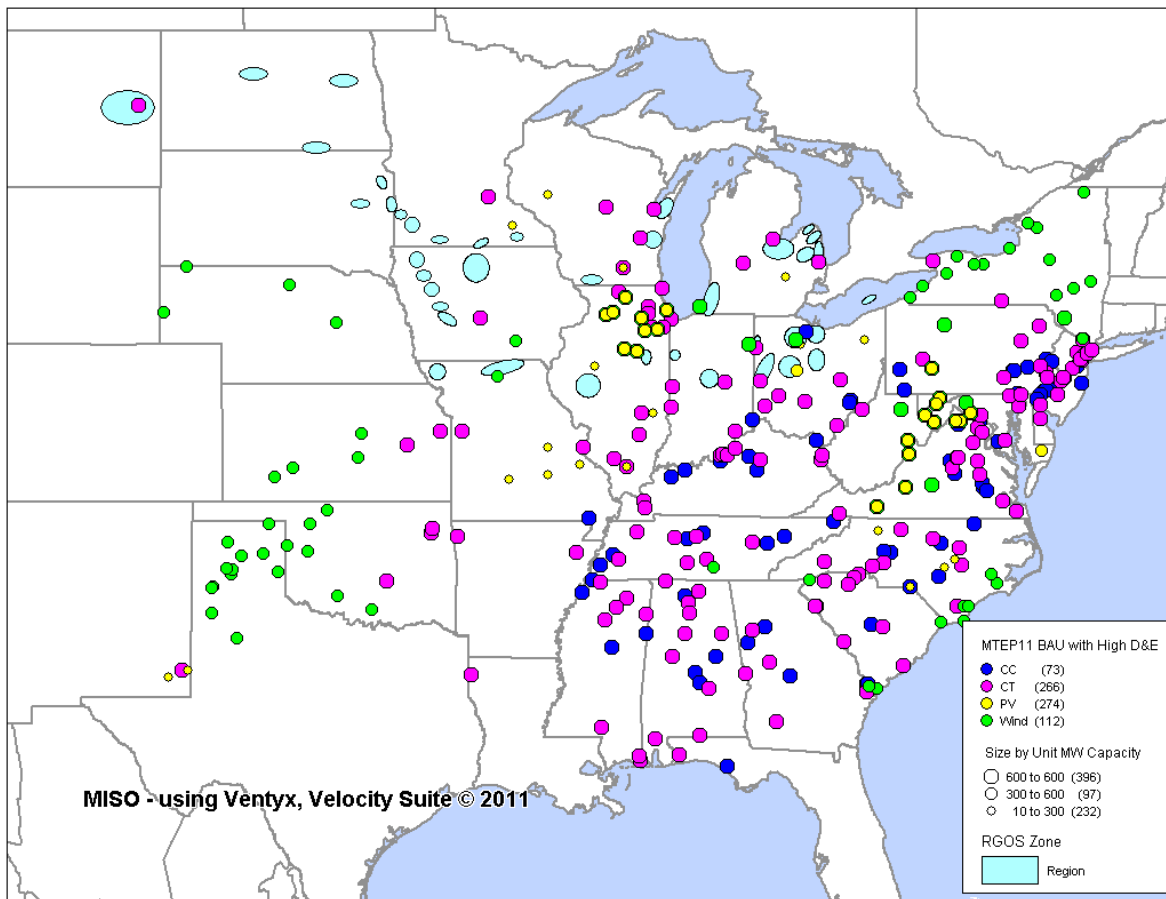 MTEP11 BAU with High D&E
CC (73)
CT (266)
PV (274)
Wind (112)
Size by Unit MW Capacity
600 to 600 (396)
300 to 600 (97)
10 to 300 (232)
RGOS Zone
Region
MISO - using Ventyx, Velocity Suite © 2011